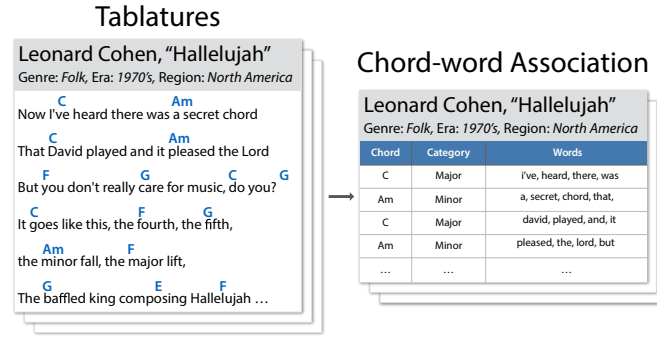 Tablatures
Leonard Cohen, “Hallelujah”
Genre: Folk, Era: 1970’s, Region: North America
C Am
Now I've heard there was a secret chord
C Am
That David played and it pleased the Lord
F G C G
But you don't really care for music, do you?
C F G
It goes like this, the fourth, the fifth,
Am F
the minor fall, the major lift,
G E F
The baffled king composing Hallelujah …
Chord-word Association
Leonard Cohen, “Hallelujah”
Genre: Folk, Era: 1970’s, Region: North America
Chord Category Words
C Major i’ve, heard, there, was
Am Minor a, secret, chord, that,
C Major david, played, and, it
Am Minor pleased, the, lord, but
… … …